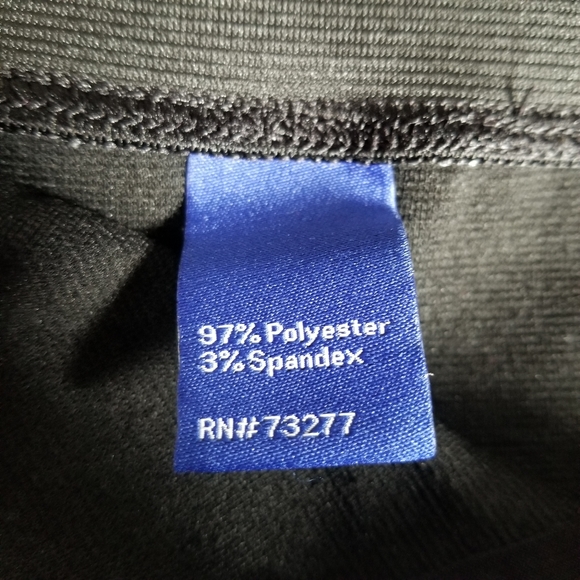 97% Polyester
3% Spandex
RN# 73277